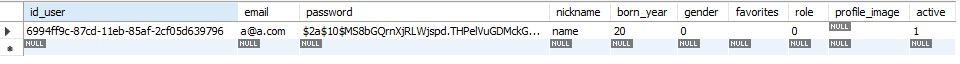 id_user email password nickname born_year gender favorites role profile_image active
6994ff9c-87cd-11eb-85af-2cf05d639796 a@a.com $2a$10$MS8bGQrnXjRLWjspd.THPelVuGDMckG... name 20 0 0 NULL 1
NULL NULL NULL NULL NULL NULL NULL NULL NULL NULL